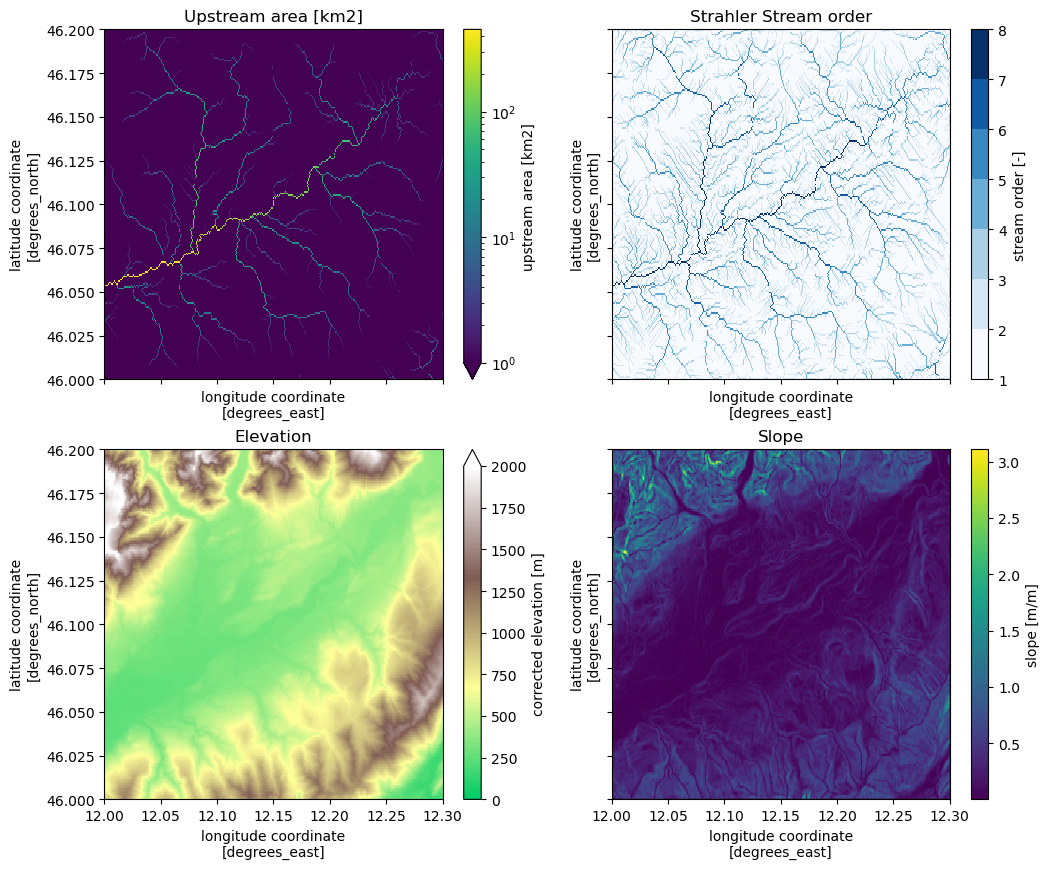 Upstream area [km2]
46.200
46.175
46.150
46.125
46.100
46.075
46.050
46.025
46.000
latitude coordinate
[degrees_north]
longitude coordinate
[degrees_east]
10²
10¹
10⁰
upstream area [km2]
Strahler Stream order
latitude coordinate
[degrees_north]
longitude coordinate
[degrees_east]
8
7
6
5
4
3
2
1
stream order [-]
Elevation
46.200
46.175
46.150
46.125
46.100
46.075
46.050
46.025
46.000
latitude coordinate
[degrees_north]
12.00 12.05 12.10 12.15 12.20 12.25 12.30
longitude coordinate
[degrees_east]
2000
1750
1500
1250
1000
750
500
250
0
corrected elevation [m]
Slope
latitude coordinate
[degrees_north]
12.00 12.05 12.10 12.15 12.20 12.25 12.30
longitude coordinate
[degrees_east]
3.0
2.5
2.0
1.5
1.0
0.5
slope [m/m]